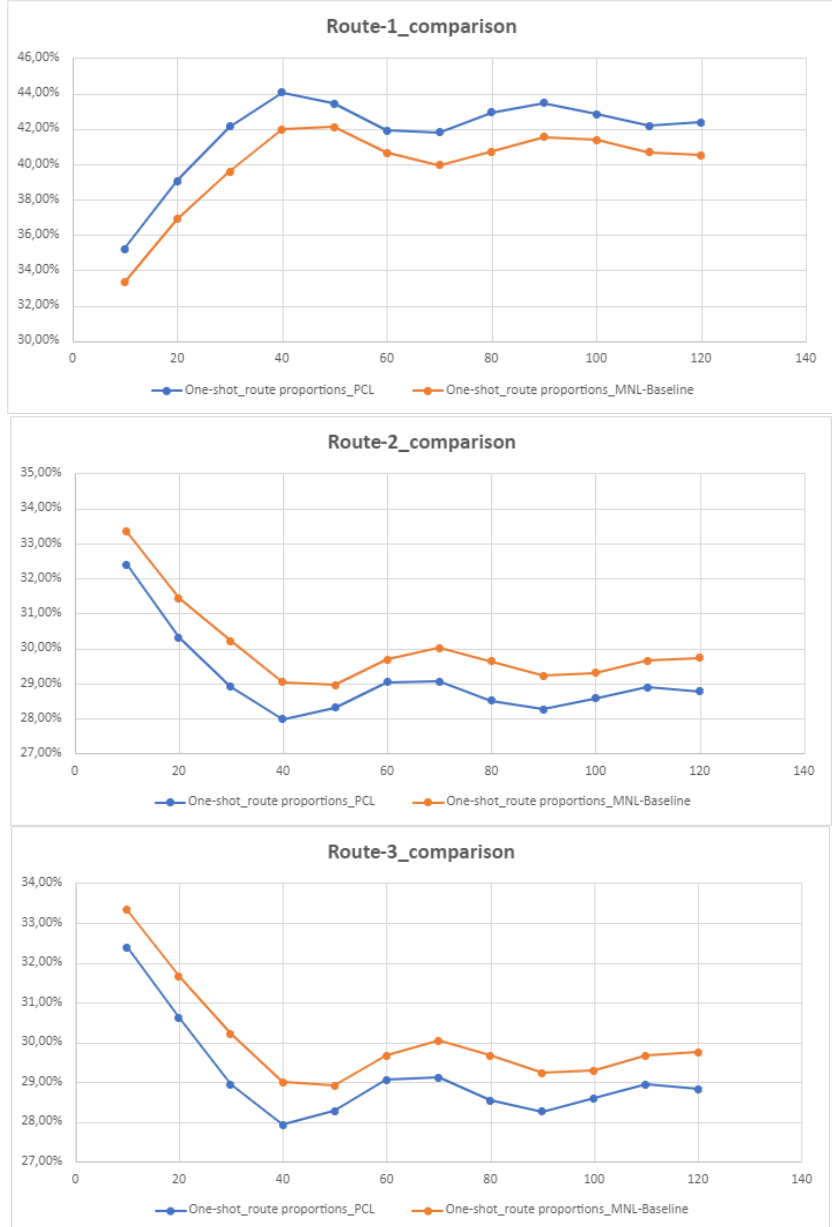 Route-1_comparison
46,00%
44,00%
42,00%
40,00%
38,00%
36,00%
34,00%
32,00%
30,00%
0 20 40 60 80 100 120 140
One-shot_route proportions_PCL One-shot_route proportions_MNL-Baseline
Route-2_comparison
35,00%
34,00%
33,00%
32,00%
31,00%
30,00%
29,00%
28,00%
27,00%
0 20 40 60 80 100 120 140
One-shot_route proportions_PCL One-shot_route proportions_MNL-Baseline
Route-3_comparison
34,00%
33,00%
32,00%
31,00%
30,00%
29,00%
28,00%
27,00%
0 20 40 60 80 100 120 140
One-shot_route proportions_PCL One-shot_route proportions_MNL-Baseline